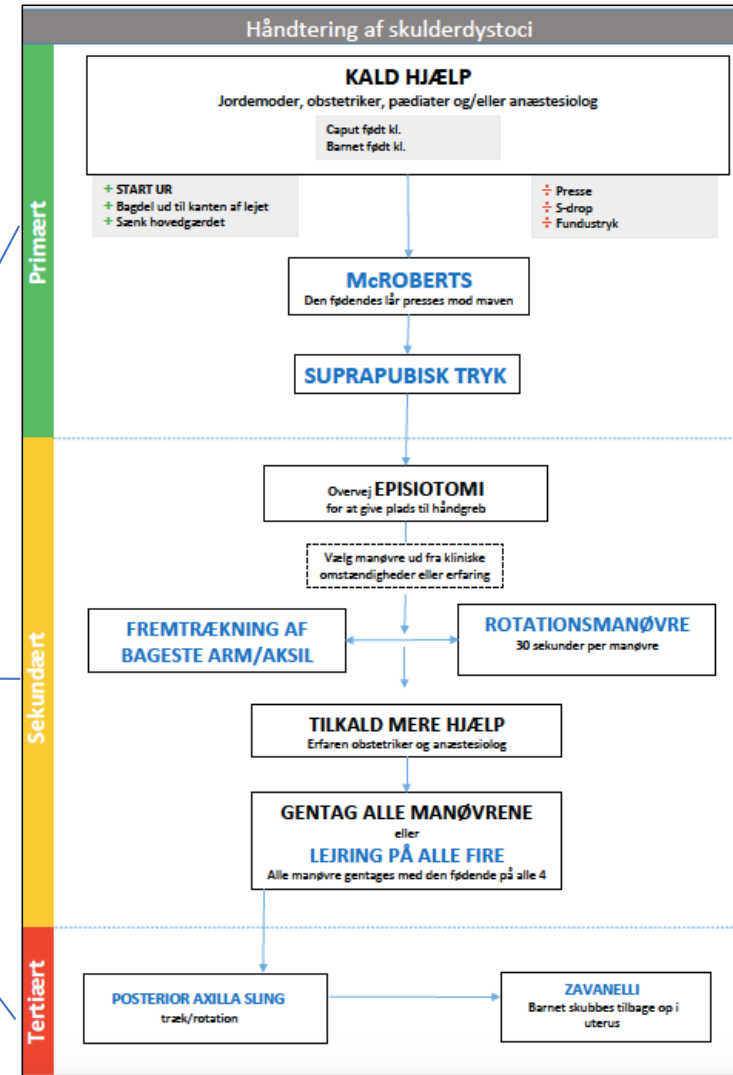 Håndtering af skulderdystoci
Primært
KALD HJÆLP
Jordemoder, obstetriker, pædiater og/eller anæstesiolog
Caput født kl.
Barnet født kl.
+ START UR
+ Bagdel ud til kanten af lejet
+ Sænk hovedgærdet
÷ Presse
÷ S-drop
÷ Fundustryk
McROBERTS
Den fødendes lår presses mod maven
SUPRAPUBISK TRYK
Sekundært
Overvej EPISIOTOMI
for at give plads til håndgreb
Vælg manøvre ud fra kliniske
omstændigheder eller erfaring
FREMTRÆKNING AF
BAGESTE ARM/AKSIL
ROTATIONSMANØVRE
30 sekunder per manøvre
TILKALD MERE HJÆLP
Erfaren obstetriker og anæstesiolog
GENTAG ALLE MANØVRENE
eller
LEJRING PÅ ALLE FIRE
Alle manøvre gentages med den fødende på alle 4
Tertiært
POSTERIOR AXILLA SLING
træk/rotation
ZAVANELLI
Barnet skubbes tilbage op i
uterus